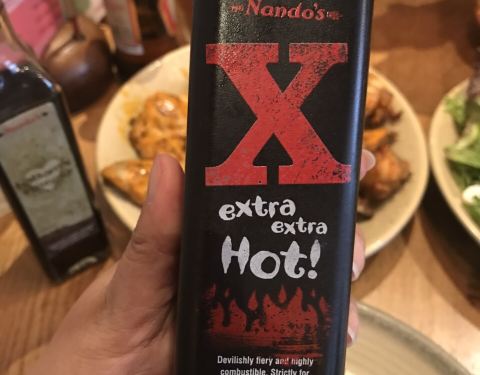 Nando's
X
extra
extra
Hot!
Devilishly fiery and highly
combustible. Strictly for